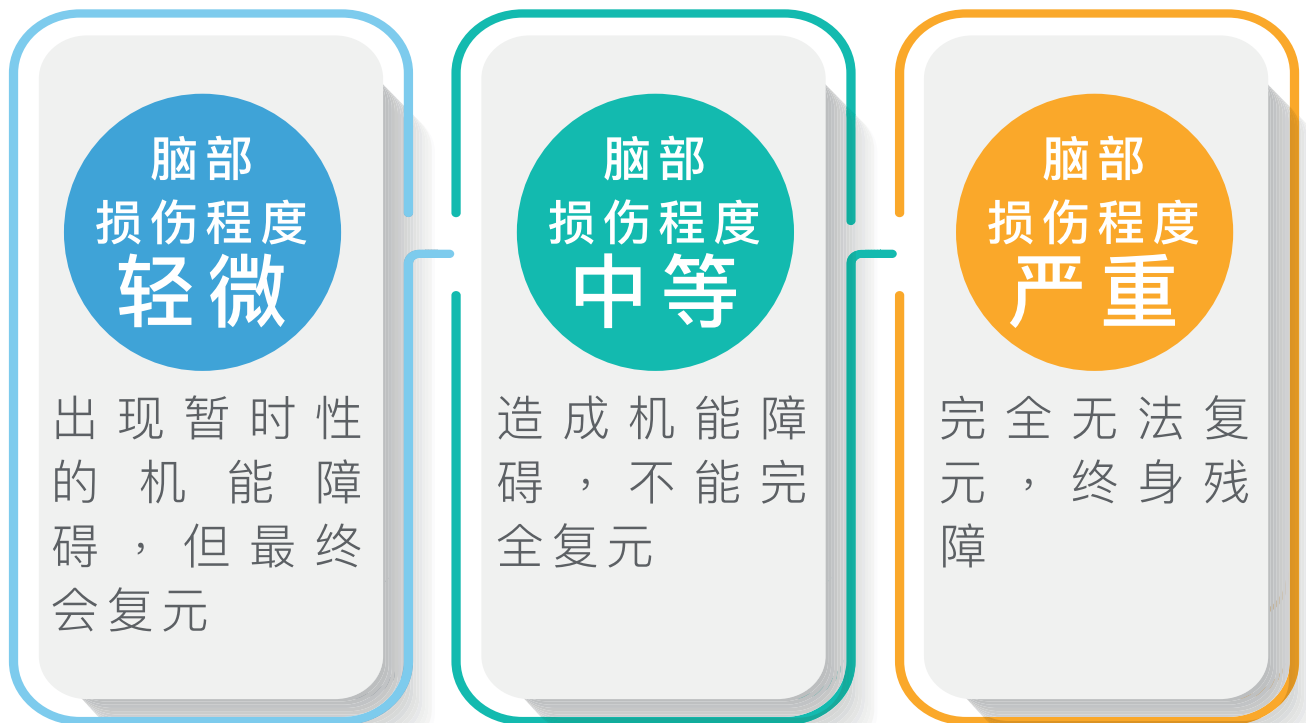 脑部
损伤程度
轻微
出现暂时性
的机能障
碍，但最终
会复元
脑部
损伤程度
中等
造成机能障
碍，不能完
全复元
脑部
损伤程度
严重
完全无法复
元，终身残
障